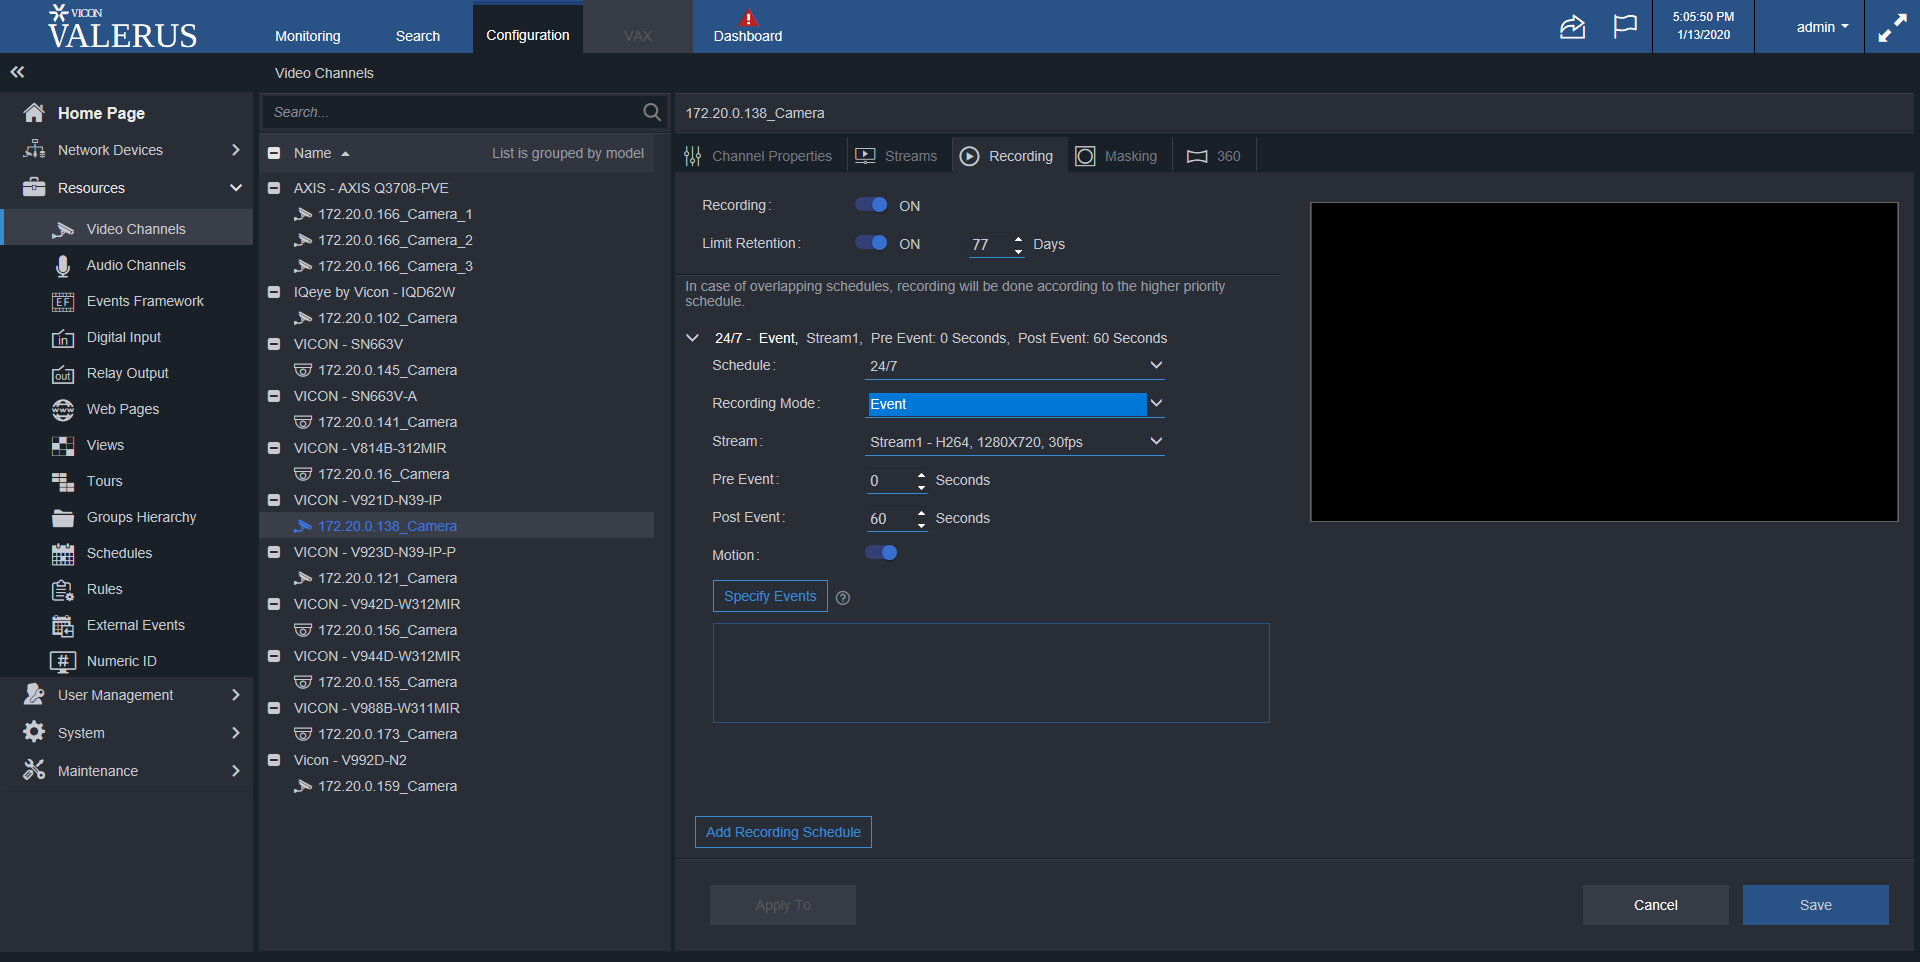 VICON
VALERUS
Monitoring
Search
Configuration
VAX
Dashboard
5:05:50 PM
1/13/2020
admin
Video Channels
Home Page
Network Devices
Resources
Video Channels
Audio Channels
EF
Events Framework
in
Digital Input
out
Relay Output
www
Web Pages
Views
Tours
Groups Hierarchy
Schedules
Rules
External Events
#
Numeric ID
User Management
System
Maintenance
Search...
Name
List is grouped by model
AXIS - AXIS Q3708-PVE
172.20.0.166_Camera_1
172.20.0.166_Camera_2
172.20.0.166_Camera_3
IQeye by Vicon - IQD62W
172.20.0.102_Camera
VICON - SN663V
172.20.0.145_Camera
VICON - SN663V-A
172.20.0.141_Camera
VICON - V814B-312MIR
172.20.0.16_Camera
VICON - V921D-N39-IP
172.20.0.138_Camera
VICON - V923D-N39-IP-P
172.20.0.121_Camera
VICON - V942D-W312MIR
172.20.0.156_Camera
VICON - V944D-W312MIR
172.20.0.155_Camera
VICON - V988B-W311MIR
172.20.0.173_Camera
Vicon - V992D-N2
172.20.0.159_Camera
172.20.0.138_Camera
Channel Properties
Streams
Recording
Masking
360
Recording: ON
Limit Retention: ON 77 Days
In case of overlapping schedules, recording will be done according to the higher priority
schedule.
24/7 - Event, Stream1, Pre Event: 0 Seconds, Post Event: 60 Seconds
Schedule: 24/7
Recording Mode: Event
Stream: Stream1 - H264, 1280X720, 30fps
Pre Event: 0 Seconds
Post Event: 60 Seconds
Motion:
Specify Events
?
Add Recording Schedule
Apply To
Cancel
Save